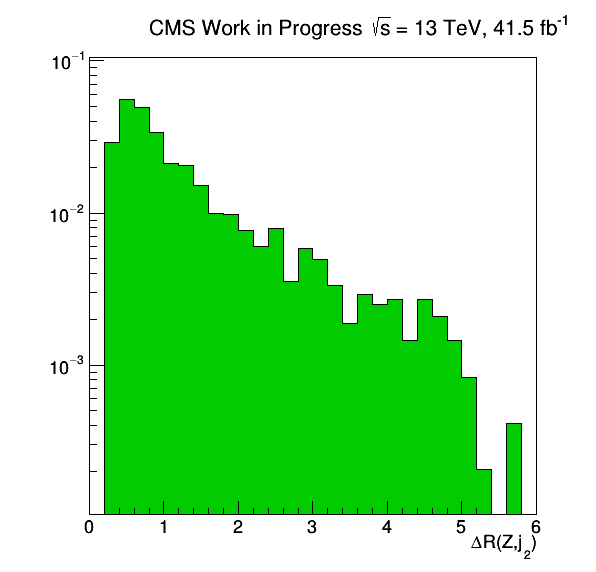 CMS Work in Progress √s = 13 TeV, 41.5 fb⁻¹
10⁻¹
10⁻²
10⁻³
0 1 2 3 4 5 6
ΔR(Z,j₂)